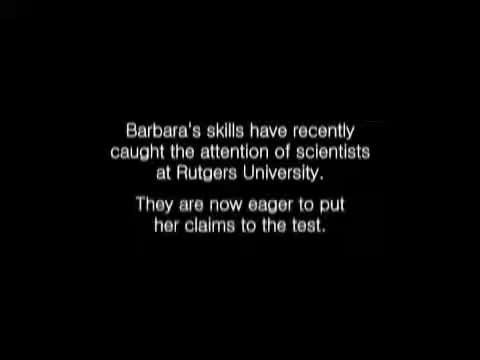 Barbara's skills have recently
caught the attention of scientists
at Rutgers University.
They are now eager to put
her claims to the test.